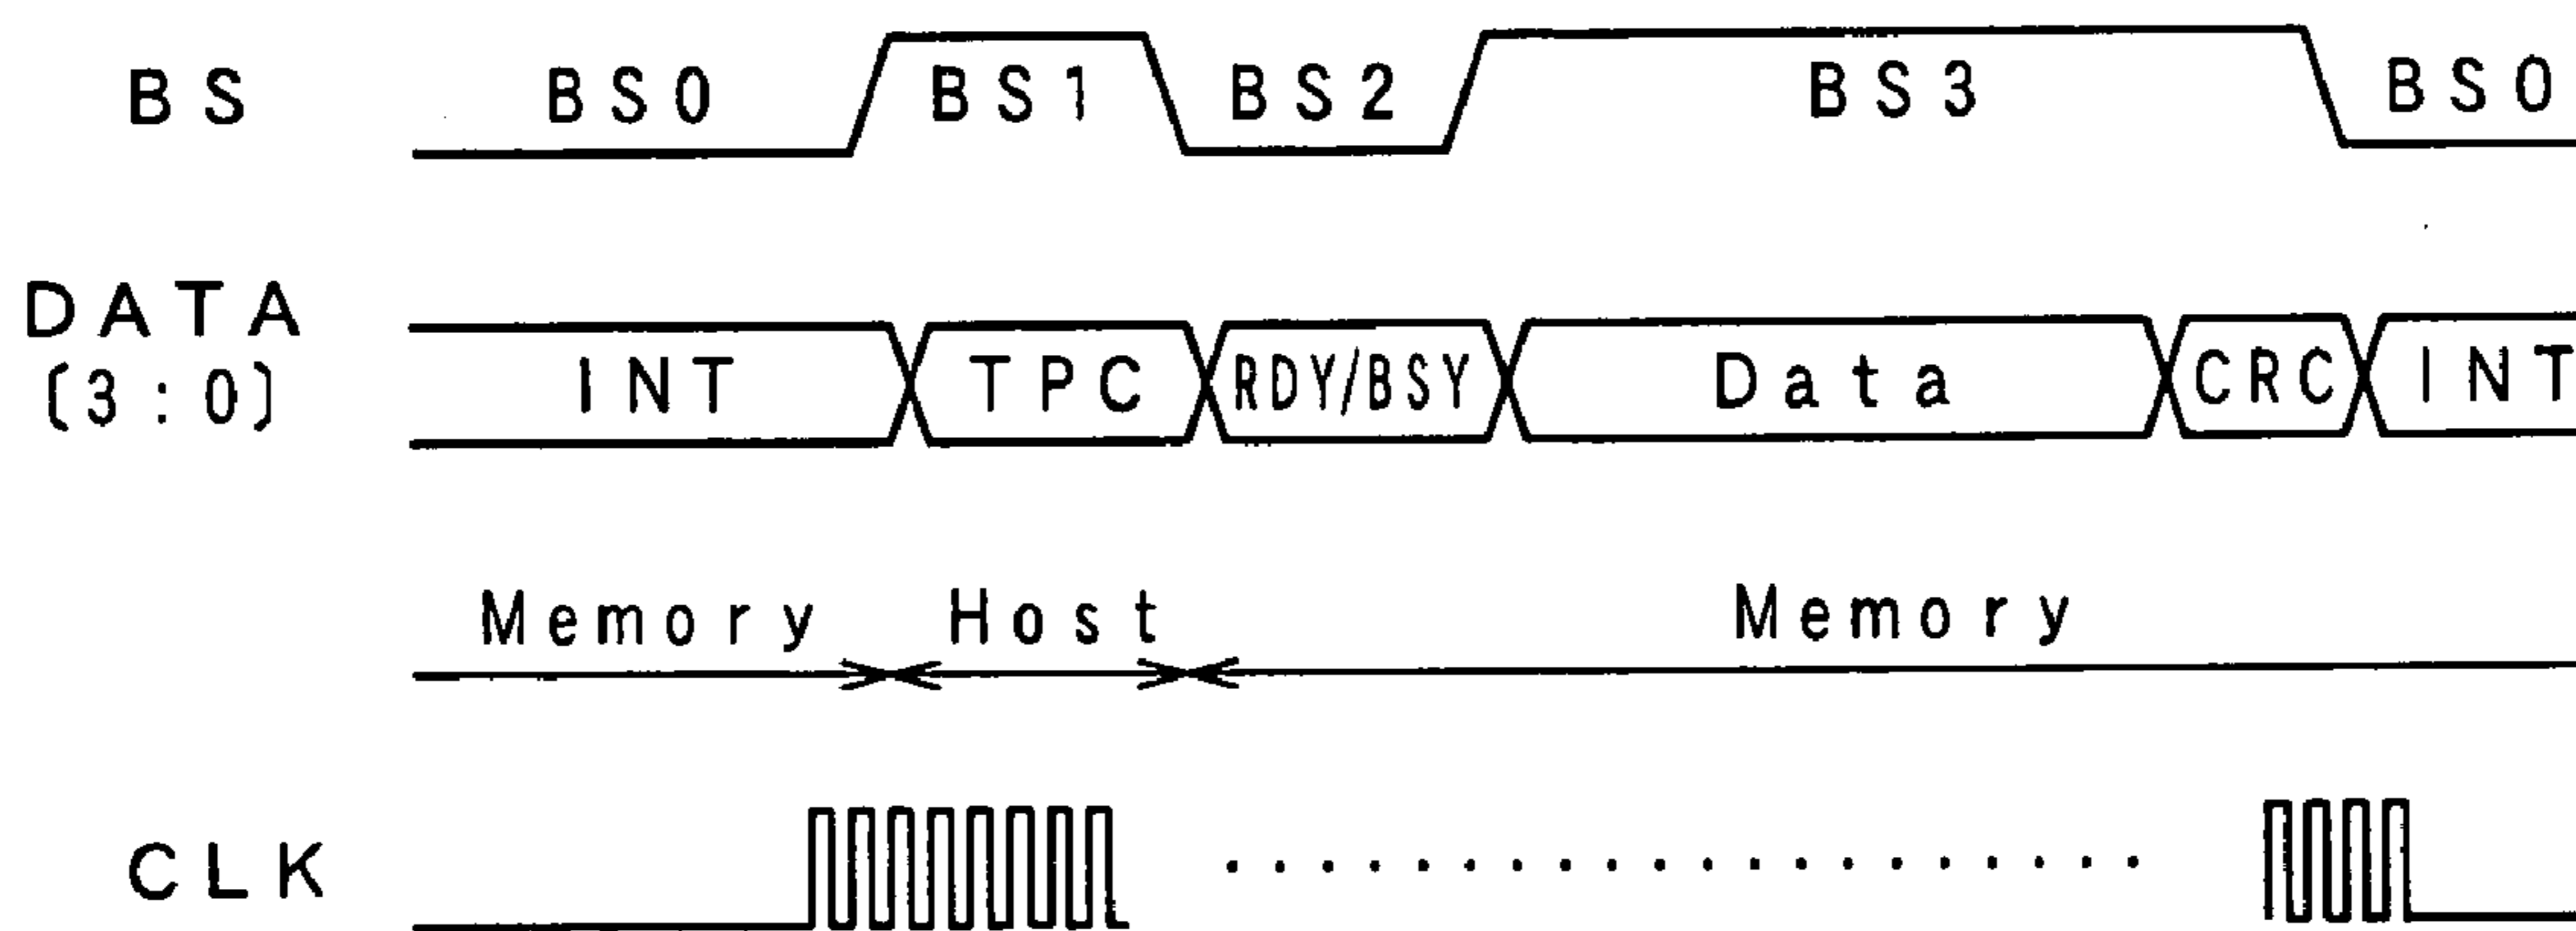 BS BS0 BS1 BS2 BS3 BS0
DATA
[3:0] INT TPC RDY/BSY Data CRC INT
Memory Host Memory
CLK